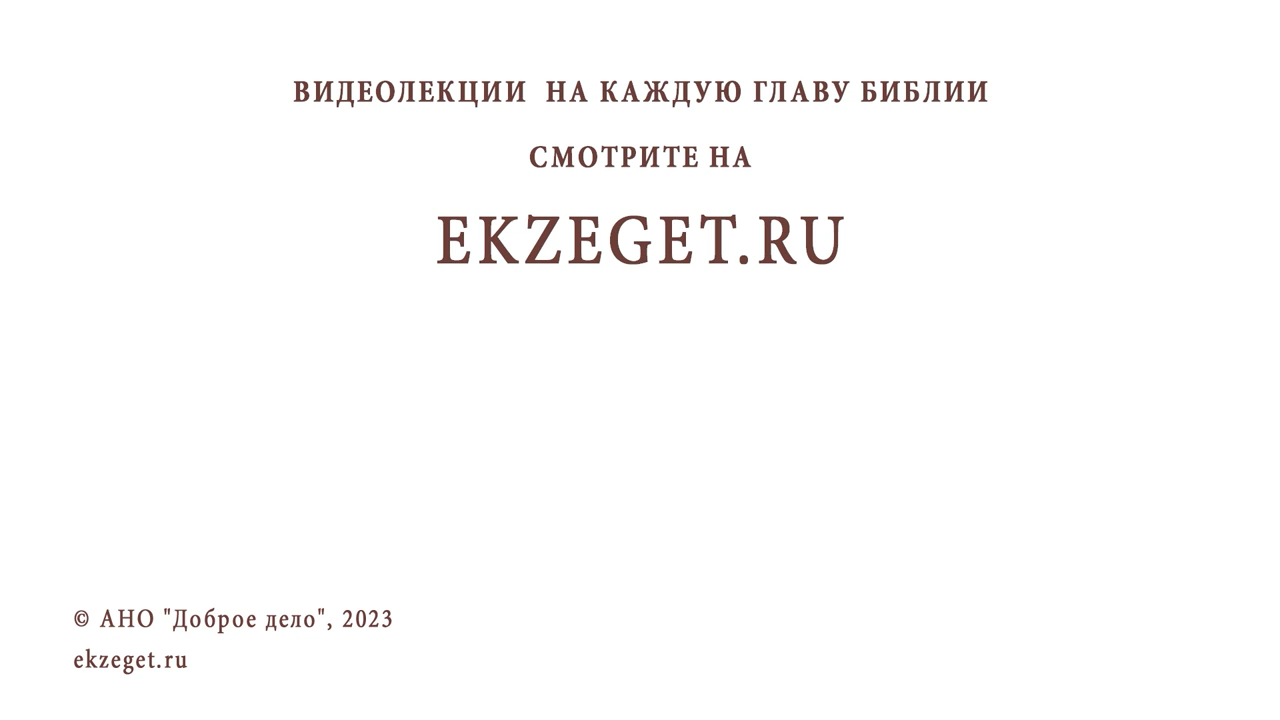 ВИДЕОЛЕКЦИИ НА КАЖДУЮ ГЛАВУ БИБЛИИ
СМОТРИТЕ НА
EKZEGET.RU
© АНО "Доброе дело", 2023
ekzeget.ru